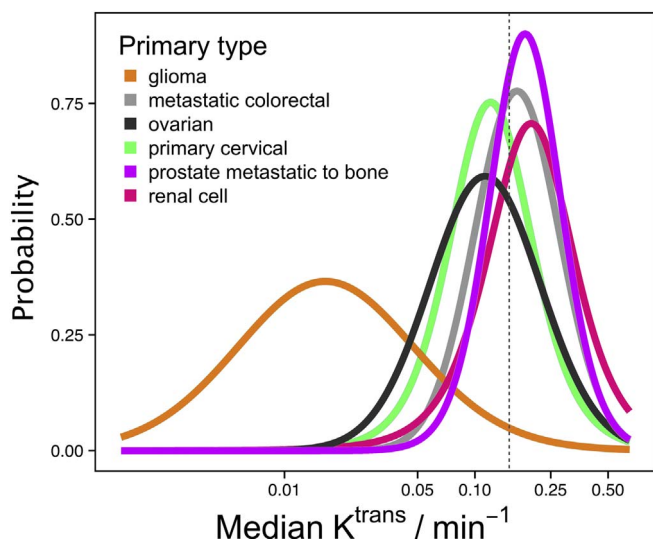 Primary type
glioma
metastatic colorectal
ovarian
primary cervical
prostate metastatic to bone
renal cell
Probability
0.75
0.50
0.25
0.00
0.01 0.05 0.10 0.25 0.50
Median K^trans / min⁻¹